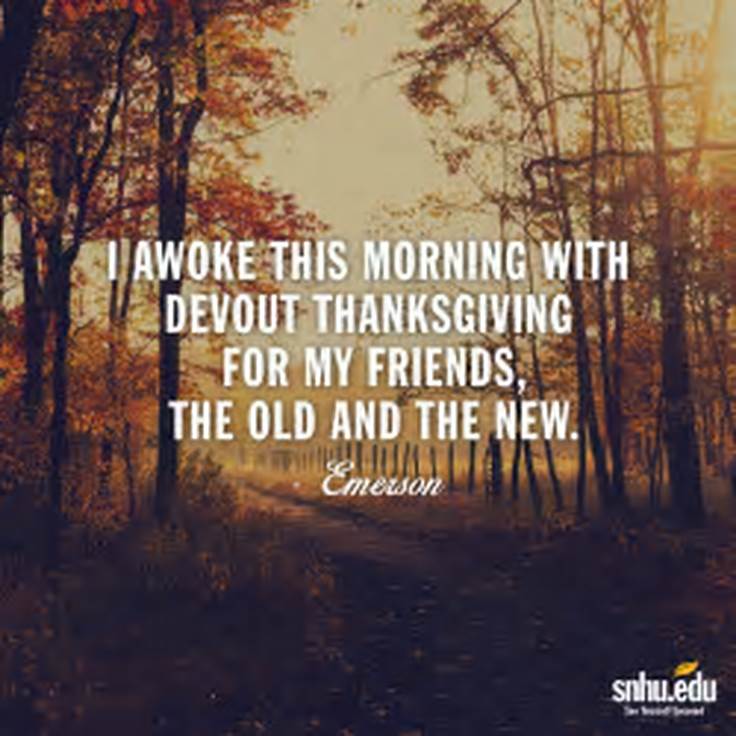 I AWOKE THIS MORNING WITH
DEVOUT THANKSGIVING
FOR MY FRIENDS,
THE OLD AND THE NEW.
- Emerson
snhu.edu